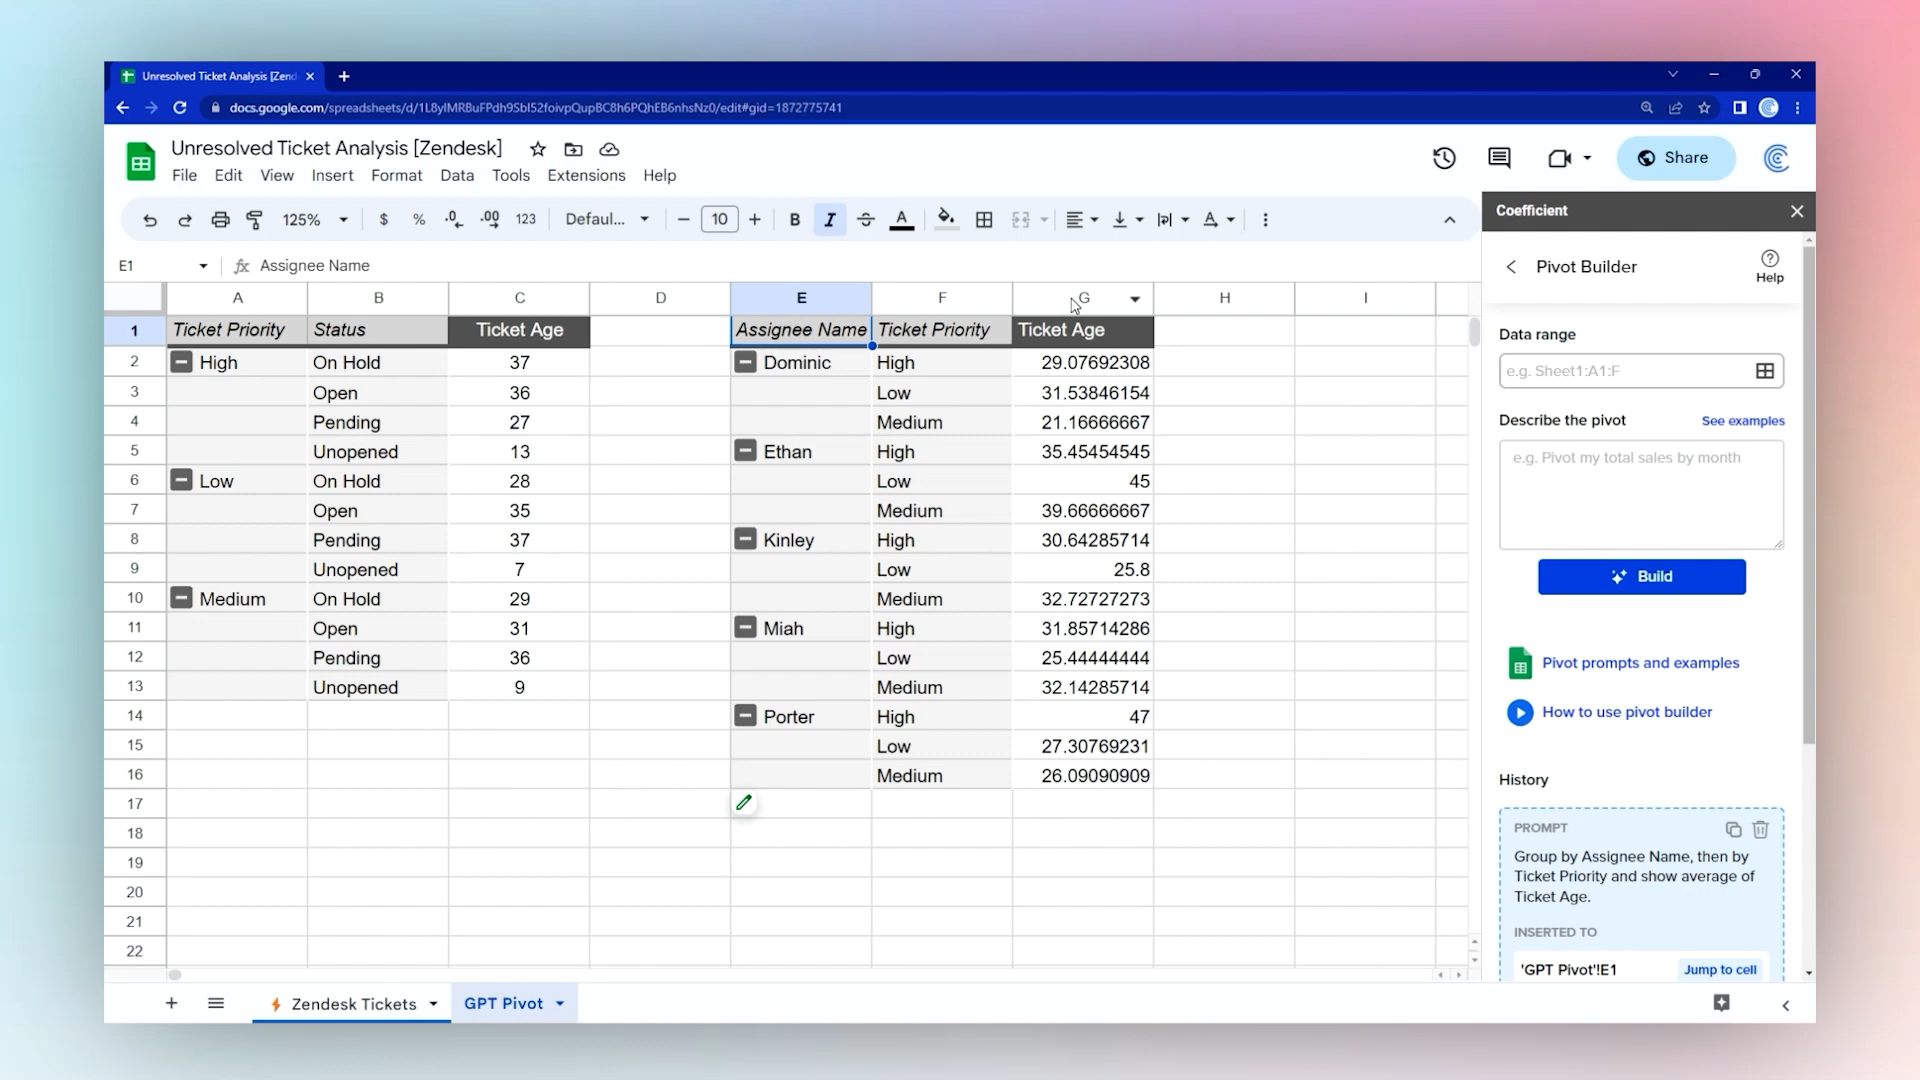 Unresolved Ticket Analysis [Zend
docs.google.com/spreadsheets/d/1L8ylMRBuFPdh9Sbl52foivpQupBC8h6PQhEB6nhsNz0/edit#gid=1872775741
Unresolved Ticket Analysis [Zendesk]
File Edit View Insert Format Data Tools Extensions Help
Share
125% $ % .0 .00 123 Defaul... − 10 + B I A
E1 fx Assignee Name
A B C D E F G H I
1 Ticket Priority Status Ticket Age Assignee Name Ticket Priority Ticket Age
2 High On Hold 37 Dominic High 29.07692308
3 Open 36 Low 31.53846154
4 Pending 27 Medium 21.16666667
5 Unopened 13 Ethan High 35.45454545
6 Low On Hold 28 Low 45
7 Open 35 Medium 39.66666667
8 Pending 37 Kinley High 30.64285714
9 Unopened 7 Low 25.8
10 Medium On Hold 29 Medium 32.72727273
11 Open 31 Miah High 31.85714286
12 Pending 36 Low 25.44444444
13 Unopened 9 Medium 32.14285714
14 Porter High 47
15 Low 27.30769231
16 Medium 26.09090909
17
18
19
20
21
22
Zendesk Tickets GPT Pivot
Coefficient
Pivot Builder
Help
Data range
e.g. Sheet1:A1:F
Describe the pivot See examples
e.g. Pivot my total sales by month
Build
Pivot prompts and examples
How to use pivot builder
History
PROMPT
Group by Assignee Name, then by
Ticket Priority and show average of
Ticket Age.
INSERTED TO
'GPT Pivot'!E1 Jump to cell